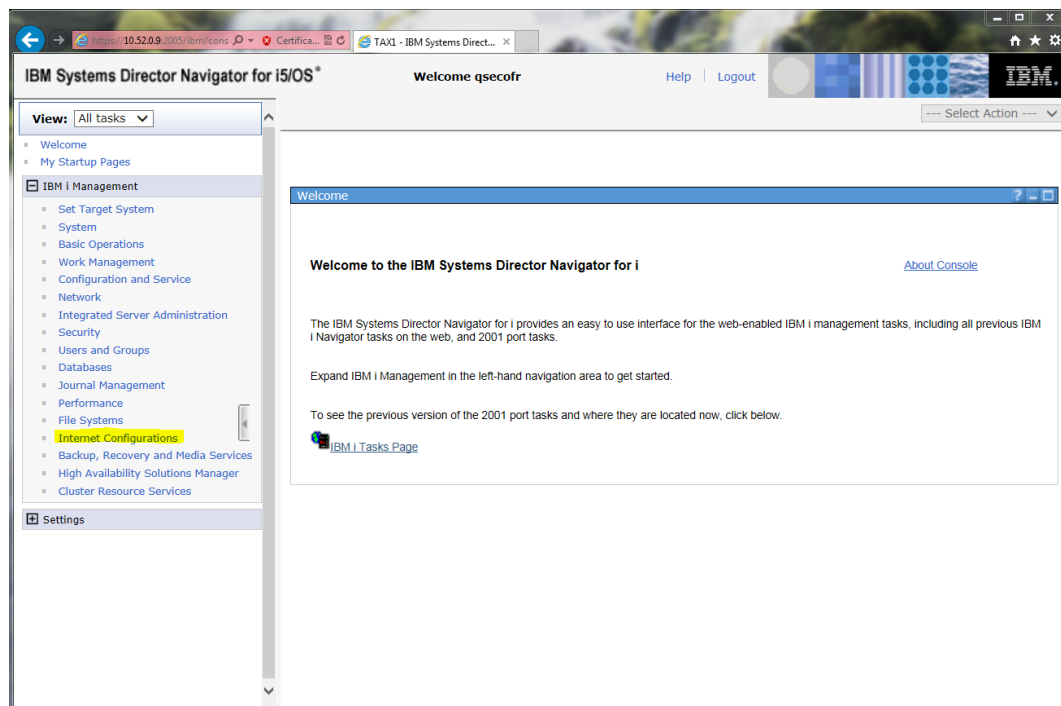 https://10.52.0.9:2005/ibm/cons
Certifica...
TAX1 - IBM Systems Direct...
IBM Systems Director Navigator for i5/OS®
Welcome qsecofr
Help
Logout
IBM.
View: All tasks
--- Select Action ---
Welcome
My Startup Pages
IBM i Management
Set Target System
System
Basic Operations
Work Management
Configuration and Service
Network
Integrated Server Administration
Security
Users and Groups
Databases
Journal Management
Performance
File Systems
Internet Configurations
Backup, Recovery and Media Services
High Availability Solutions Manager
Cluster Resource Services
Settings
Welcome
Welcome to the IBM Systems Director Navigator for i
About Console
The IBM Systems Director Navigator for i provides an easy to use interface for the web-enabled IBM i management tasks, including all previous IBM
i Navigator tasks on the web, and 2001 port tasks.
Expand IBM i Management in the left-hand navigation area to get started.
To see the previous version of the 2001 port tasks and where they are located now, click below.
IBM i Tasks Page